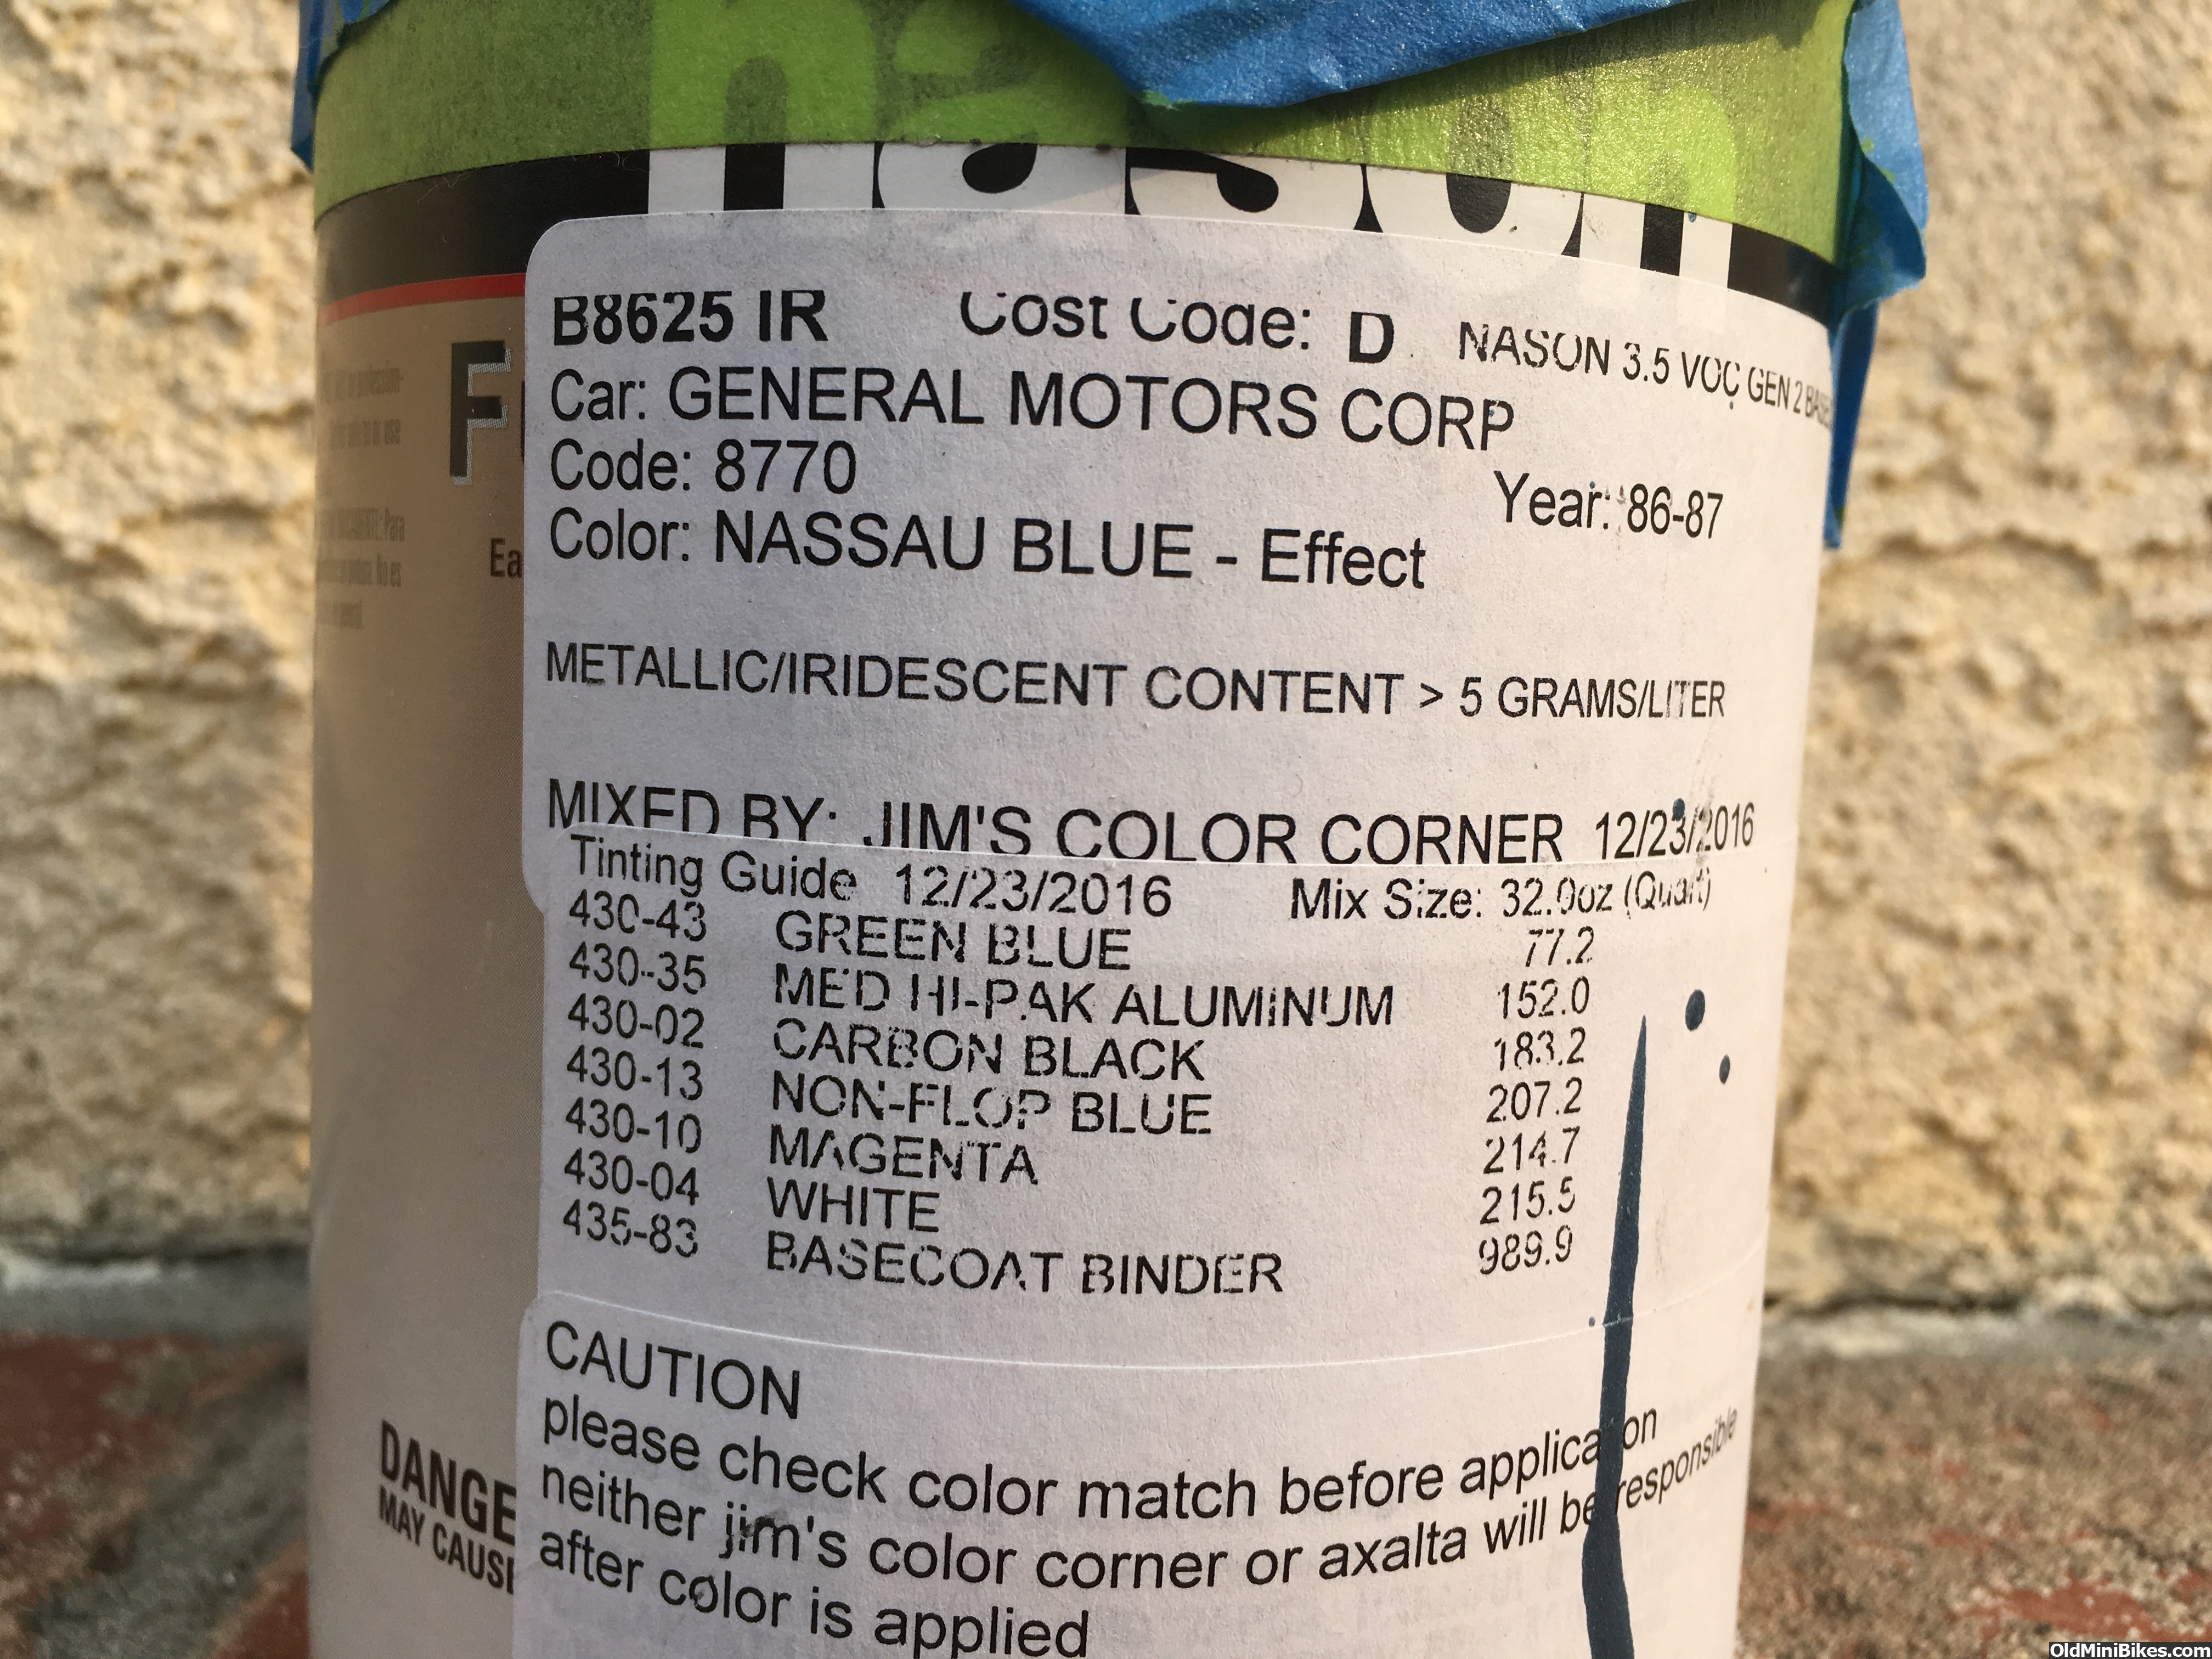 nason
B8625 IR Cost Code: D NASON 3.5 VOC GEN 2
Car: GENERAL MOTORS CORP
Code: 8770 Year: 86-87
Color: NASSAU BLUE - Effect
METALLIC/IRIDESCENT CONTENT > 5 GRAMS/LITER
MIXED BY: JIM'S COLOR CORNER 12/23/2016
Tinting Guide 12/23/2016 Mix Size: 32.0oz (Quart)
430-43 GREEN BLUE 77.2
430-35 MED HI-PAK ALUMINUM 152.0
430-02 CARBON BLACK 183.2
430-13 NON-FLOP BLUE 207.2
430-10 MAGENTA 214.7
430-04 WHITE 215.5
435-83 BASECOAT BINDER 989.9
CAUTION
please check color match before application
neither jim's color corner or axalta will be responsible
after color is applied
F
Ea
DANGE
MAY CAUSE
OldMiniBikes.com